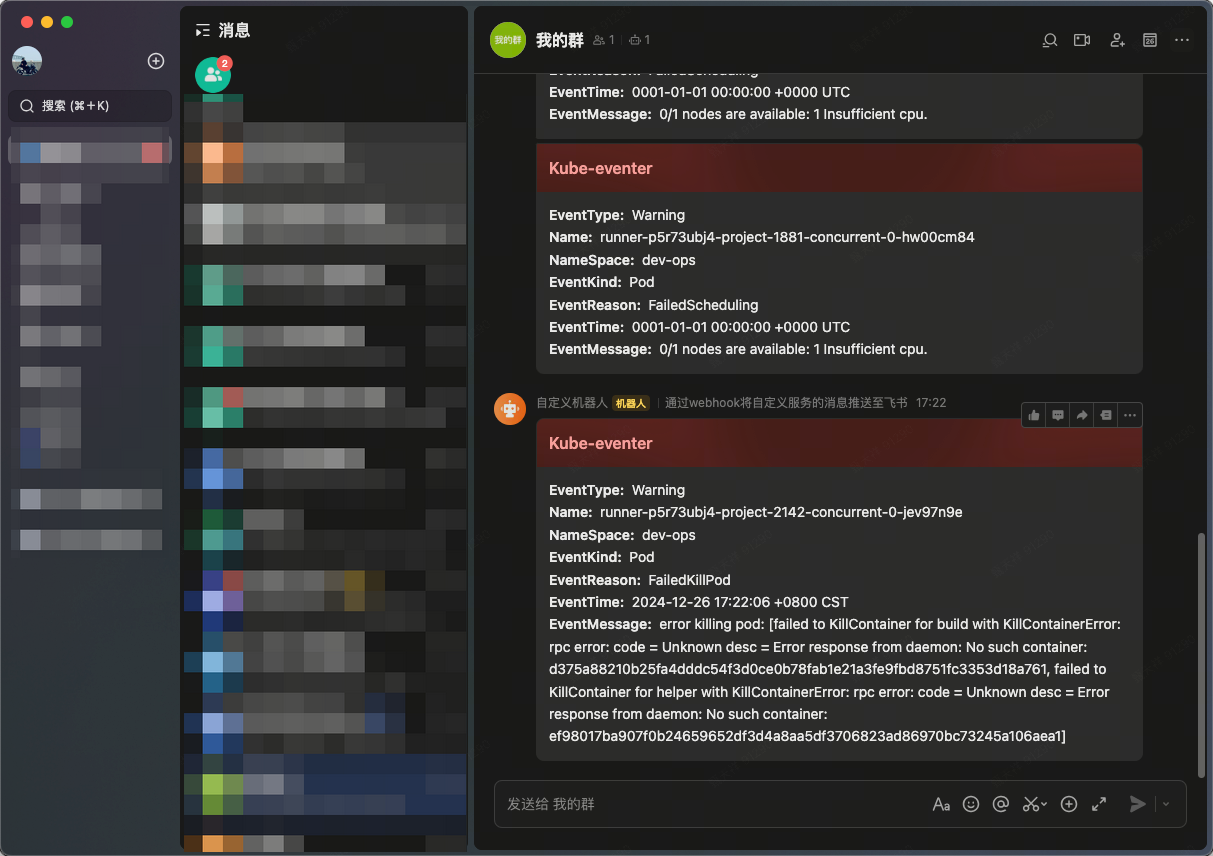 消息
2
搜索 (⌘+K)
我的群
我的群
1
1
26
EventReason: FailedScheduling
EventTime: 0001-01-01 00:00:00 +0000 UTC
EventMessage: 0/1 nodes are available: 1 Insufficient cpu.
Kube-eventer
EventType: Warning
Name: runner-p5r73ubj4-project-1881-concurrent-0-hw00cm84
NameSpace: dev-ops
EventKind: Pod
EventReason: FailedScheduling
EventTime: 0001-01-01 00:00:00 +0000 UTC
EventMessage: 0/1 nodes are available: 1 Insufficient cpu.
自定义机器人 机器人 通过webhook将自定义服务的消息推送至飞书 17:22
Kube-eventer
EventType: Warning
Name: runner-p5r73ubj4-project-2142-concurrent-0-jev97n9e
NameSpace: dev-ops
EventKind: Pod
EventReason: FailedKillPod
EventTime: 2024-12-26 17:22:06 +0800 CST
EventMessage: error killing pod: [failed to KillContainer for build with KillContainerError:
rpc error: code = Unknown desc = Error response from daemon: No such container:
d375a88210b25fa4dddc54f3d0ce0b78fab1e21a3fe9fbd8751fc3353d18a761, failed to
KillContainer for helper with KillContainerError: rpc error: code = Unknown desc = Error
response from daemon: No such container:
ef98017ba907f0b24659652df3d4a8aa5df3706823ad86970bc73245a106aea1]
发送给 我的群
Aa